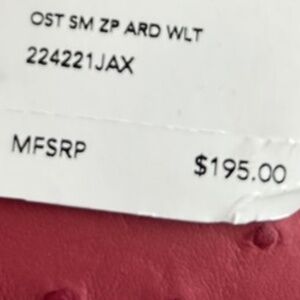 OST SM ZP ARD WLT
224221JAX
MFSRP $195.00